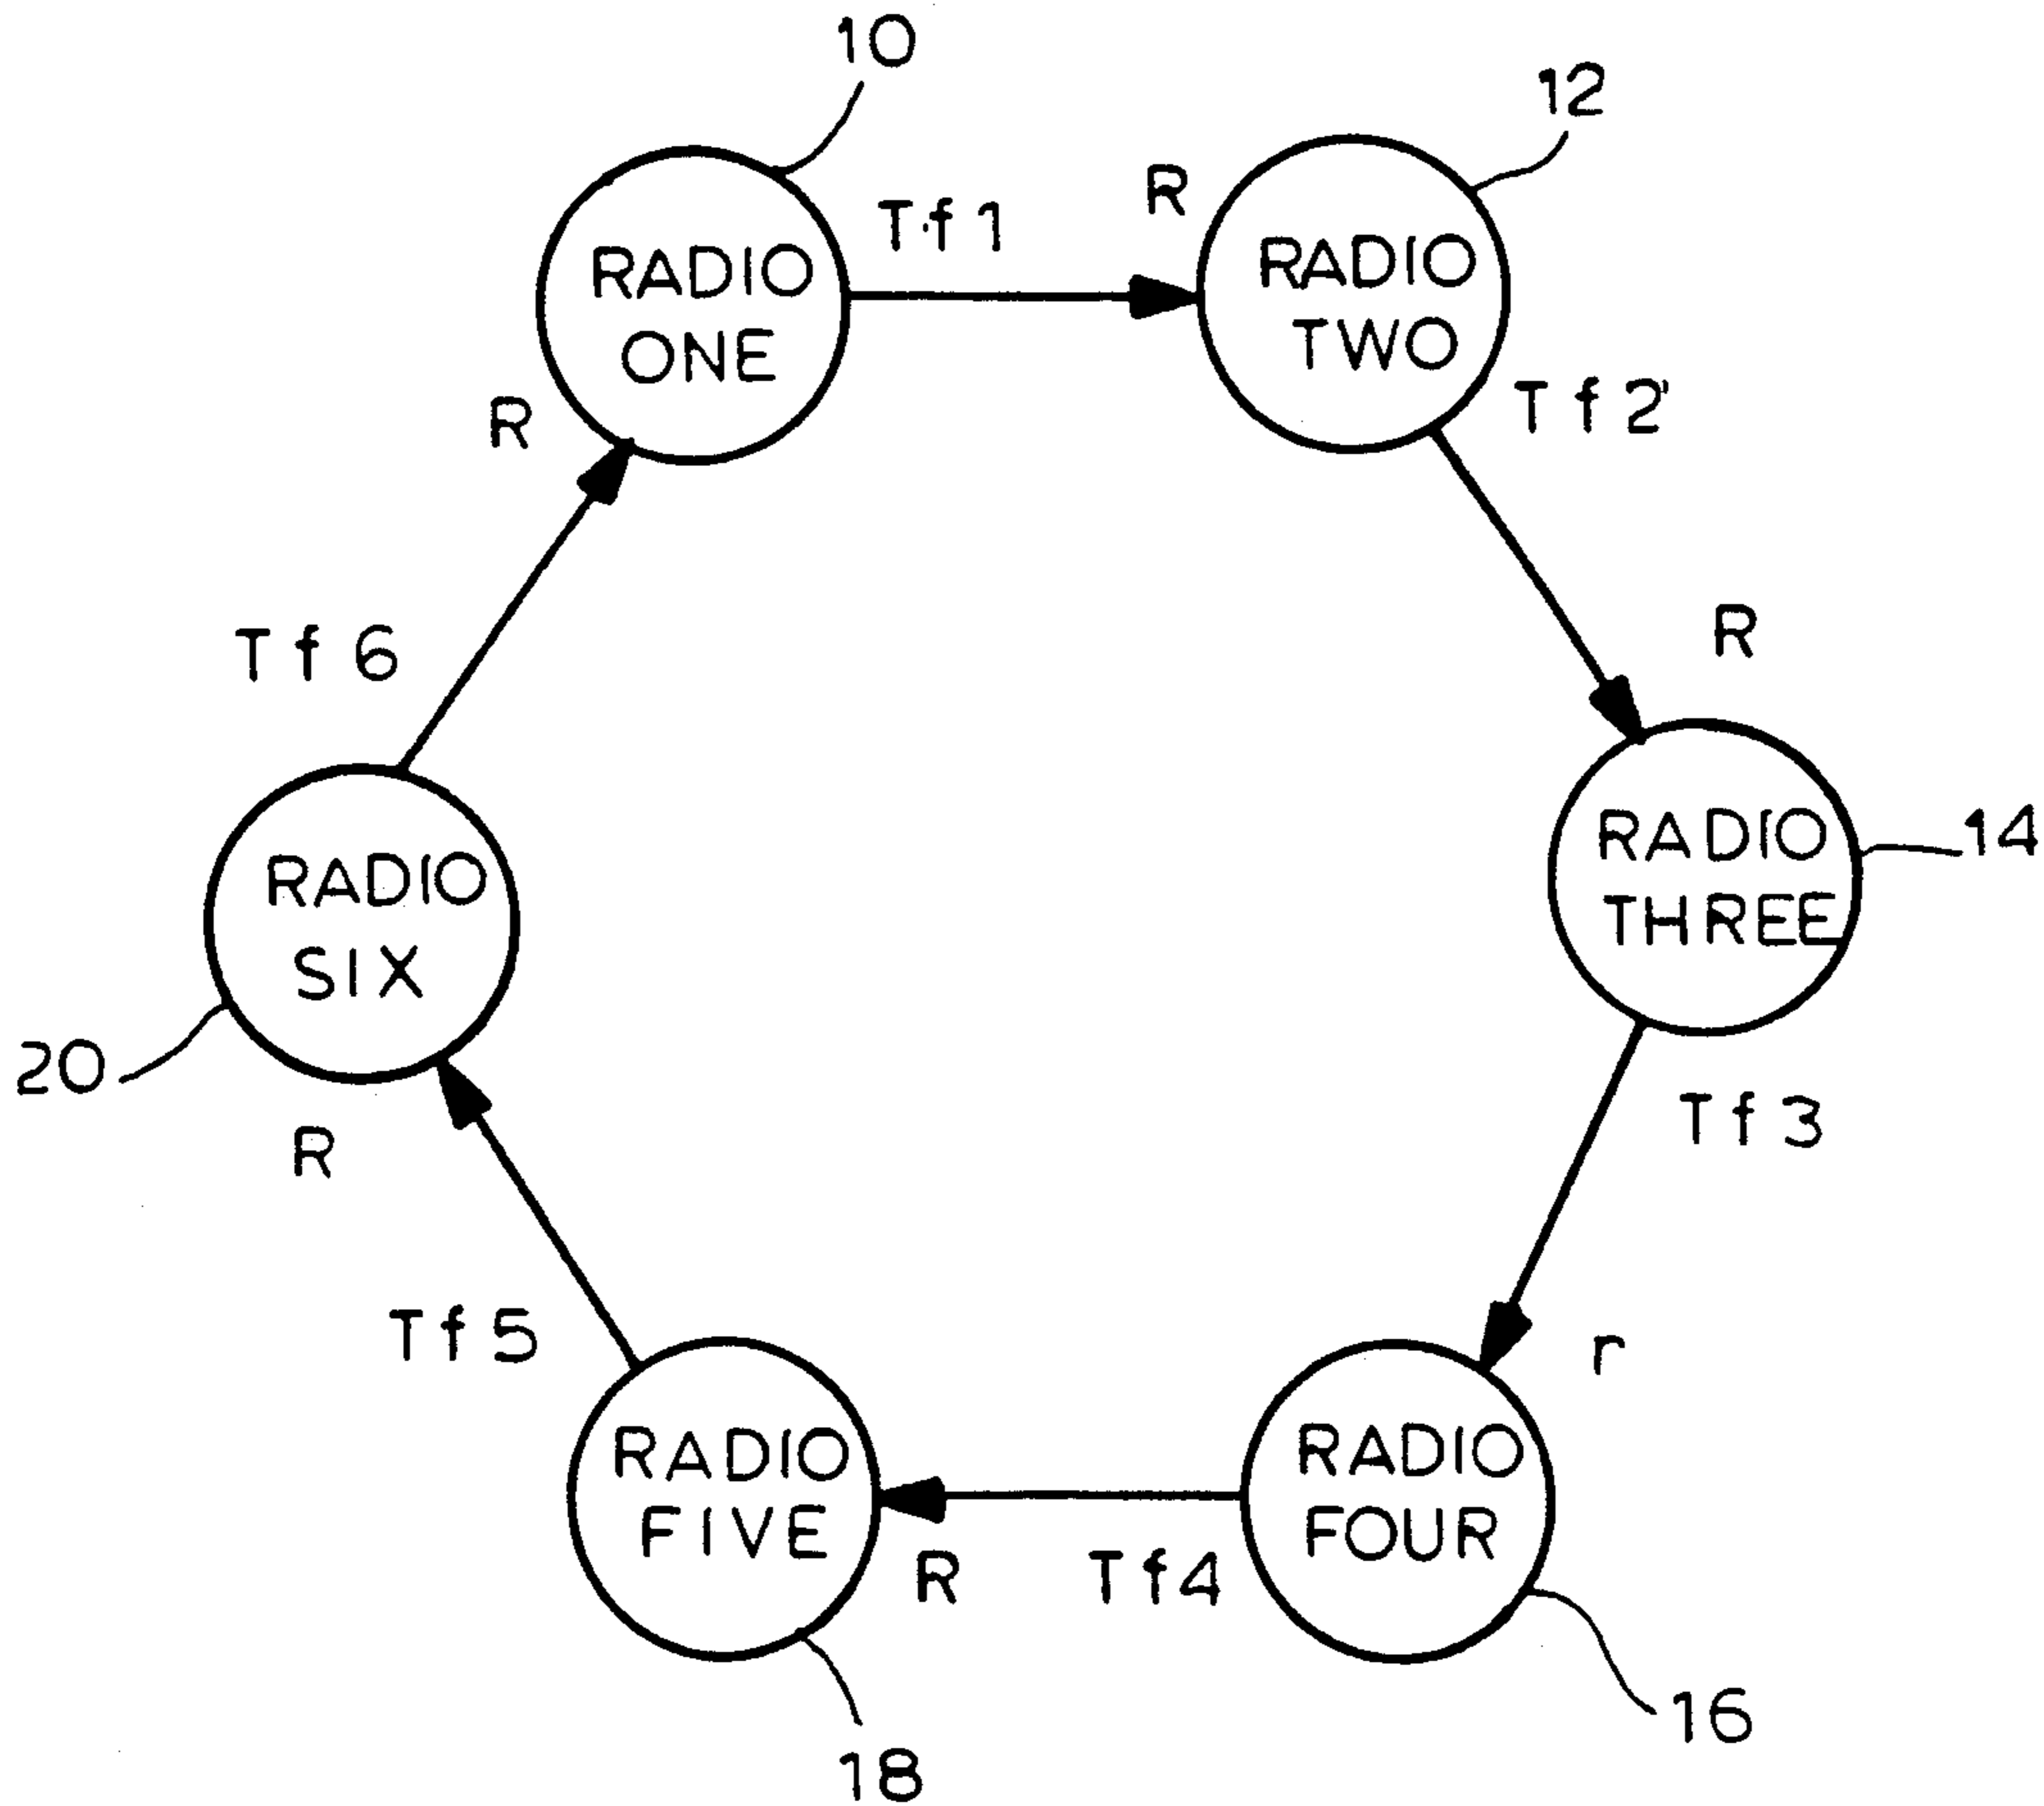 10
12
R
Tf1
RADIO
ONE
RADIO
TWO
R
Tf2
Tf6
R
RADIO
THREE
14
RADIO
SIX
20
R
Tf3
Tf5
r
RADIO
FIVE
RADIO
FOUR
R
Tf4
16
18